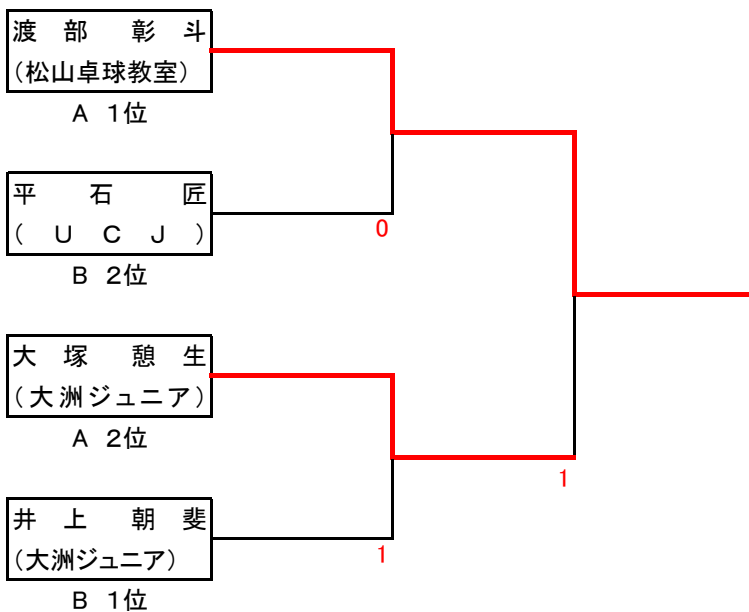 渡部 彰斗
（松山卓球教室）
A 1位
平石 匠
（ＵＣＪ）
0
B 2位
大塚 憩生
（大洲ジュニア）
A 2位
1
井上 朝斐
（大洲ジュニア）
1
B 1位